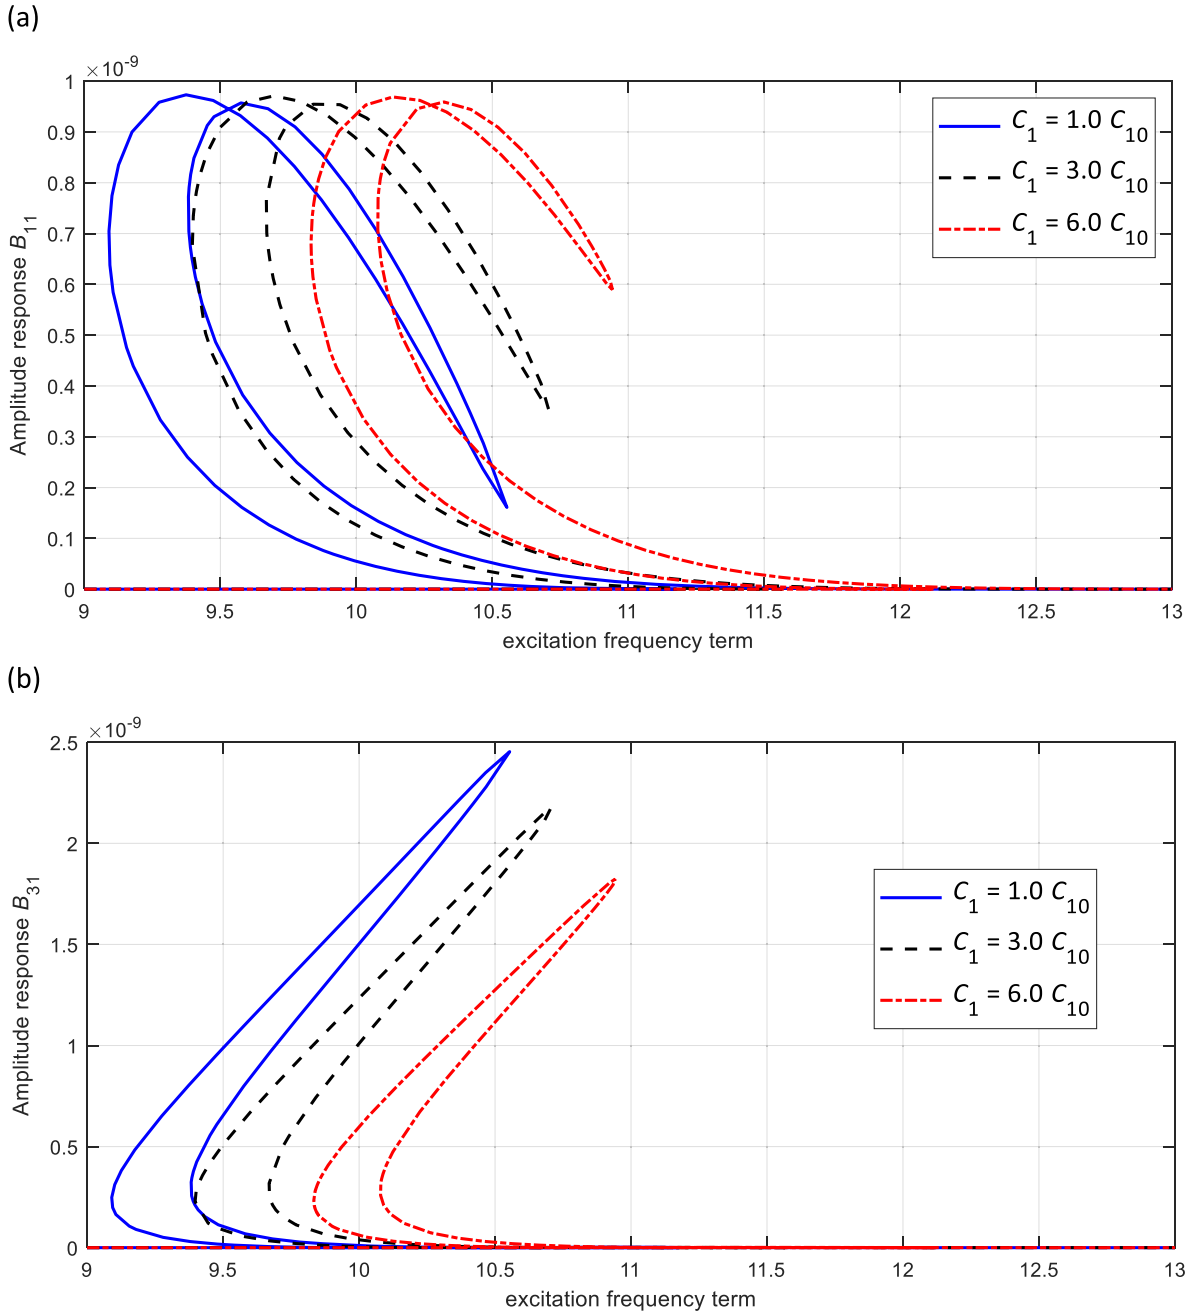 (a)
×10-9
1
0.9
0.8
0.7
0.6
0.5
0.4
0.3
0.2
0.1
0
Amplitude response B11
C1 = 1.0 C10
C1 = 3.0 C10
C1 = 6.0 C10
9 9.5 10 10.5 11 11.5 12 12.5 13
excitation frequency term
(b)
×10-9
2.5
2
1.5
1
0.5
0
Amplitude response B31
C1 = 1.0 C10
C1 = 3.0 C10
C1 = 6.0 C10
9 9.5 10 10.5 11 11.5 12 12.5 13
excitation frequency term